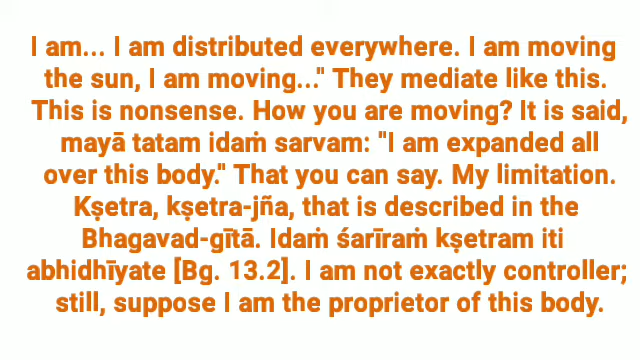 I am... I am distributed everywhere. I am moving
the sun, I am moving..." They mediate like this.
This is nonsense. How you are moving? It is said,
mayā tatam idaṁ sarvam: "I am expanded all
over this body." That you can say. My limitation.
Kṣetra, kṣetra-jña, that is described in the
Bhagavad-gītā. Idaṁ śarīraṁ kṣetram iti
abhidhīyate [Bg. 13.2]. I am not exactly controller;
still, suppose I am the proprietor of this body.